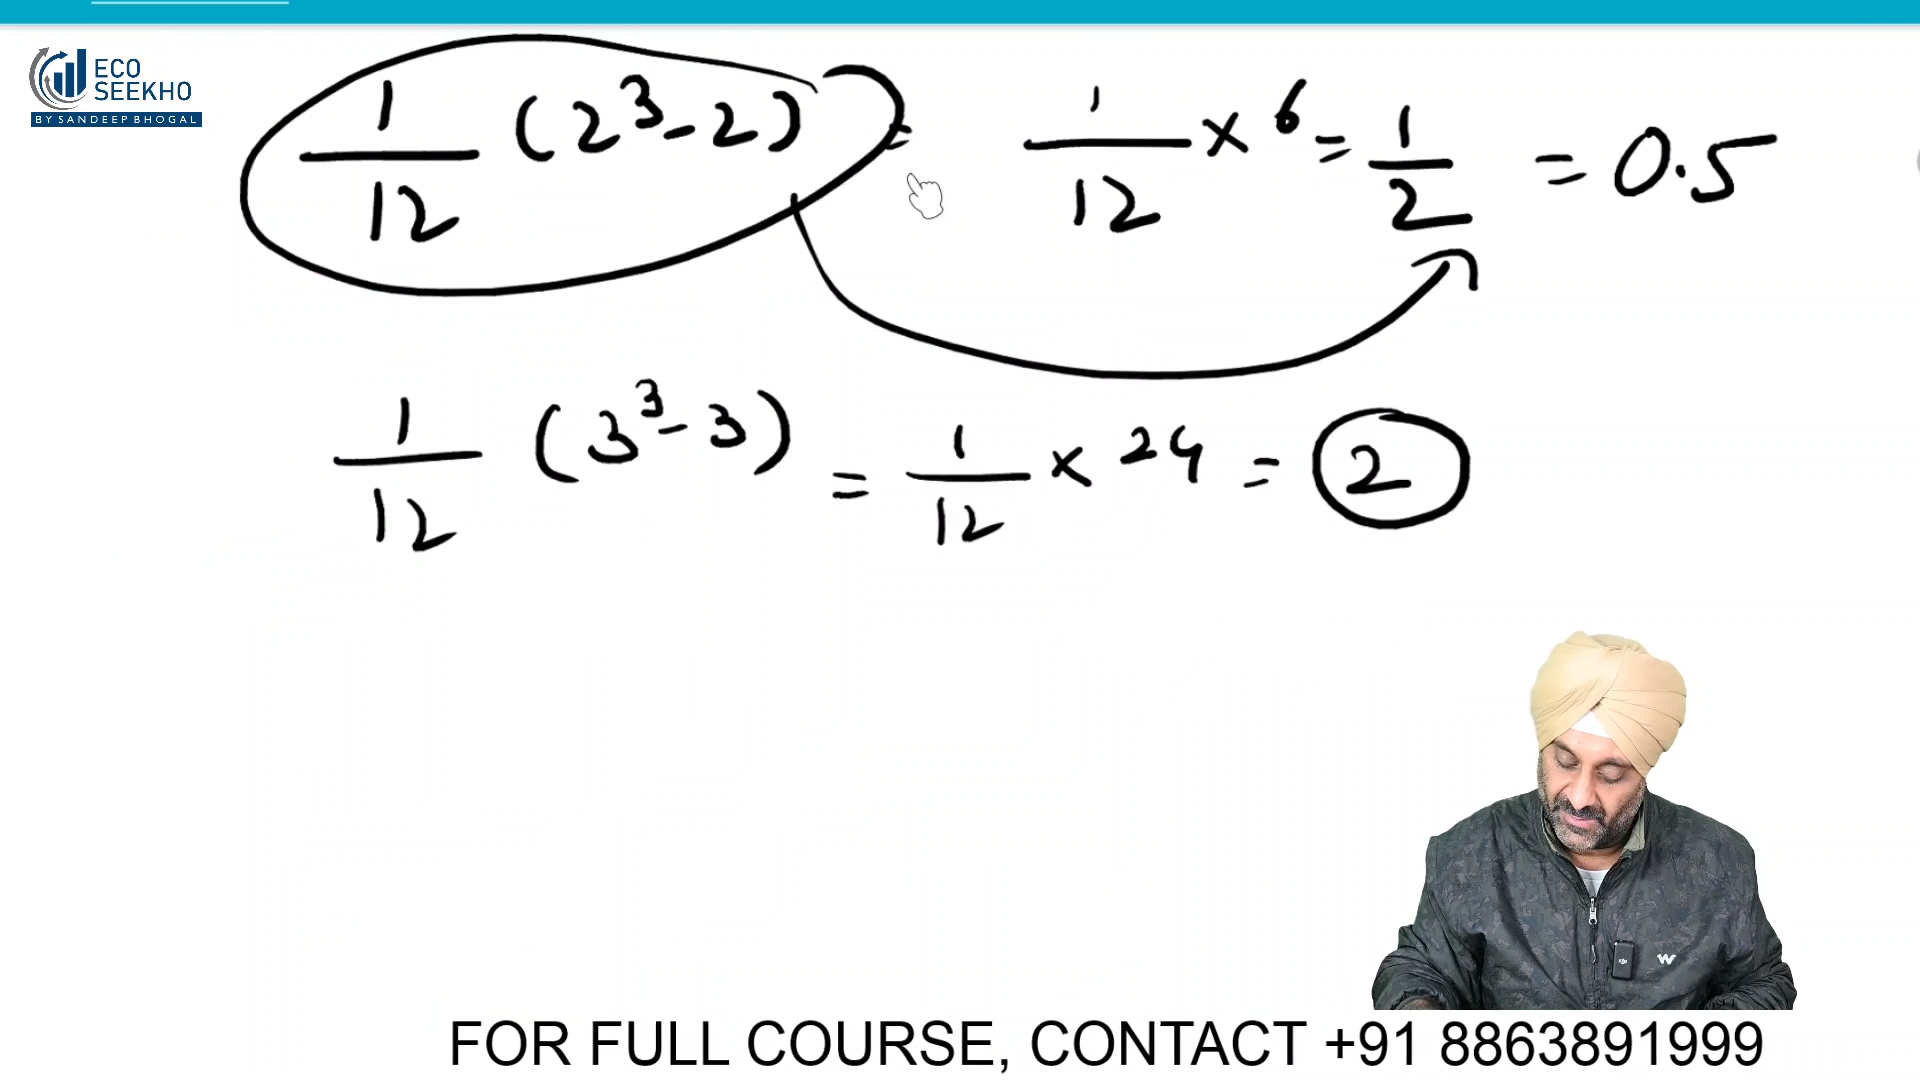 ECO
SEEKHO
BY SANDEEP BHOGAL
1/12 (2³-2) = 1/12 × 6 = 1/2 = 0.5
1/12 (3³-3) = 1/12 × 24 = 2
W
FOR FULL COURSE, CONTACT +91 8863891999